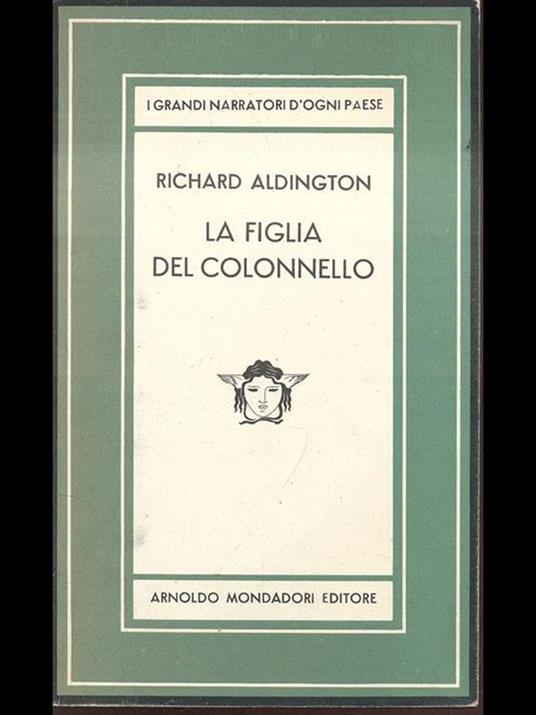 I GRANDI NARRATORI D'OGNI PAESE
RICHARD ALDINGTON
LA FIGLIA
DEL COLONNELLO
ARNOLDO MONDADORI EDITORE